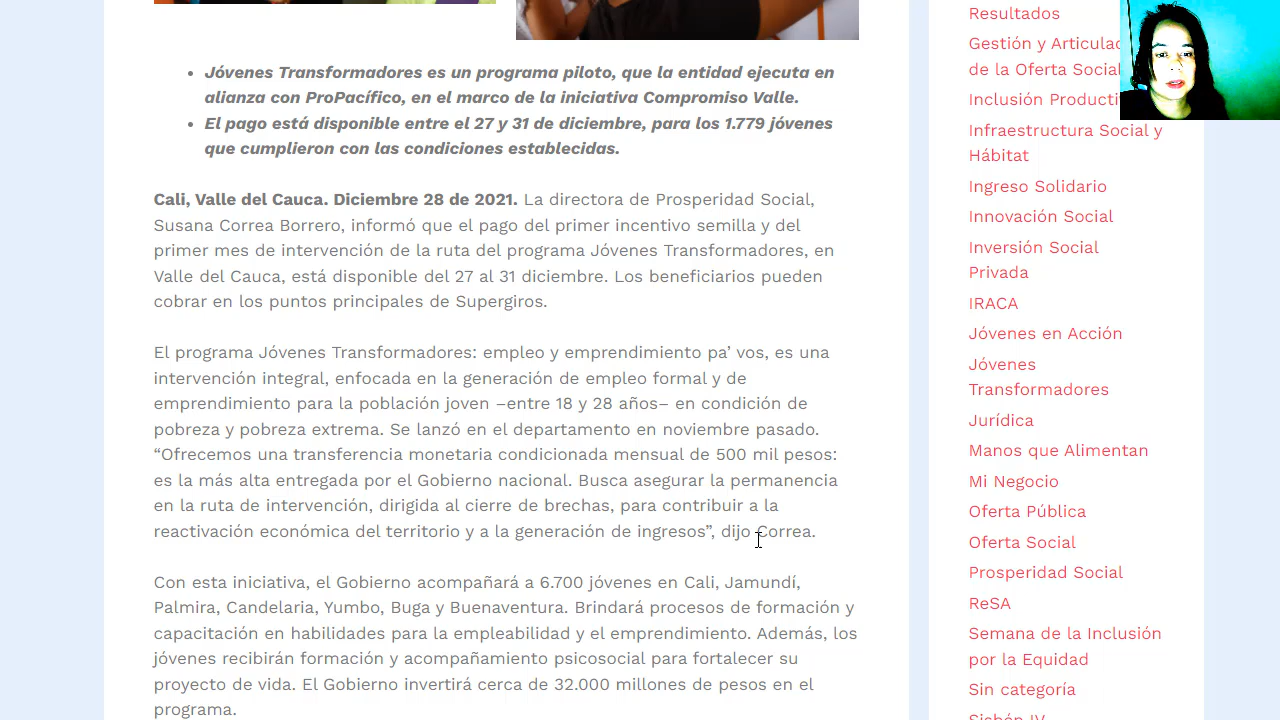 Jóvenes Transformadores es un programa piloto, que la entidad ejecuta en
alianza con ProPacífico, en el marco de la iniciativa Compromiso Valle.
El pago está disponible entre el 27 y 31 de diciembre, para los 1.779 jóvenes
que cumplieron con las condiciones establecidas.
Cali, Valle del Cauca. Diciembre 28 de 2021. La directora de Prosperidad Social,
Susana Correa Borrero, informó que el pago del primer incentivo semilla y del
primer mes de intervención de la ruta del programa Jóvenes Transformadores, en
Valle del Cauca, está disponible del 27 al 31 diciembre. Los beneficiarios pueden
cobrar en los puntos principales de Supergiros.
El programa Jóvenes Transformadores: empleo y emprendimiento pa’ vos, es una
intervención integral, enfocada en la generación de empleo formal y de
emprendimiento para la población joven –entre 18 y 28 años– en condición de
pobreza y pobreza extrema. Se lanzó en el departamento en noviembre pasado.
“Ofrecemos una transferencia monetaria condicionada mensual de 500 mil pesos:
es la más alta entregada por el Gobierno nacional. Busca asegurar la permanencia
en la ruta de intervención, dirigida al cierre de brechas, para contribuir a la
reactivación económica del territorio y a la generación de ingresos”, dijo Correa.
Con esta iniciativa, el Gobierno acompañará a 6.700 jóvenes en Cali, Jamundí,
Palmira, Candelaria, Yumbo, Buga y Buenaventura. Brindará procesos de formación y
capacitación en habilidades para la empleabilidad y el emprendimiento. Además, los
jóvenes recibirán formación y acompañamiento psicosocial para fortalecer su
proyecto de vida. El Gobierno invertirá cerca de 32.000 millones de pesos en el
programa.
Resultados
Gestión y Articulac
de la Oferta Social
Inclusión Producti
Infraestructura Social y
Hábitat
Ingreso Solidario
Innovación Social
Inversión Social
Privada
IRACA
Jóvenes en Acción
Jóvenes
Transformadores
Jurídica
Manos que Alimentan
Mi Negocio
Oferta Pública
Oferta Social
Prosperidad Social
ReSA
Semana de la Inclusión
por la Equidad
Sin categoría
Sisbén IV